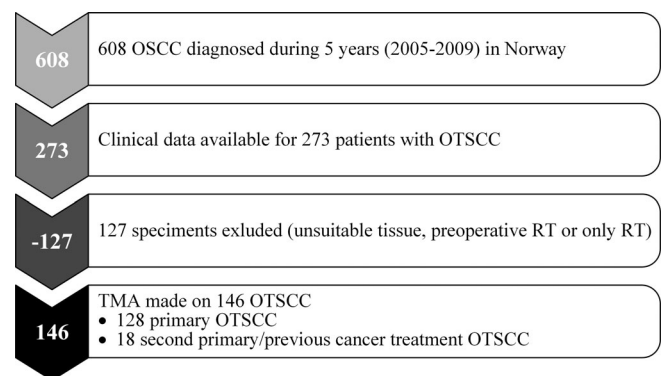 608
608 OSCC diagnosed during 5 years (2005-2009) in Norway
273
Clinical data available for 273 patients with OTSCC
-127
127 speciments exluded (unsuitable tissue, preoperative RT or only RT)
146
TMA made on 146 OTSCC
• 128 primary OTSCC
• 18 second primary/previous cancer treatment OTSCC